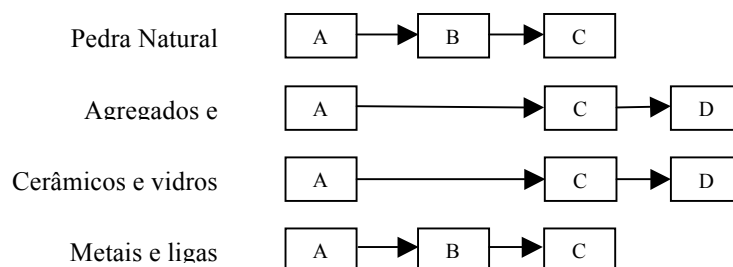 Pedra Natural A B C
Agregados e A C D
Cerâmicos e vidros A C D
Metais e ligas A B C